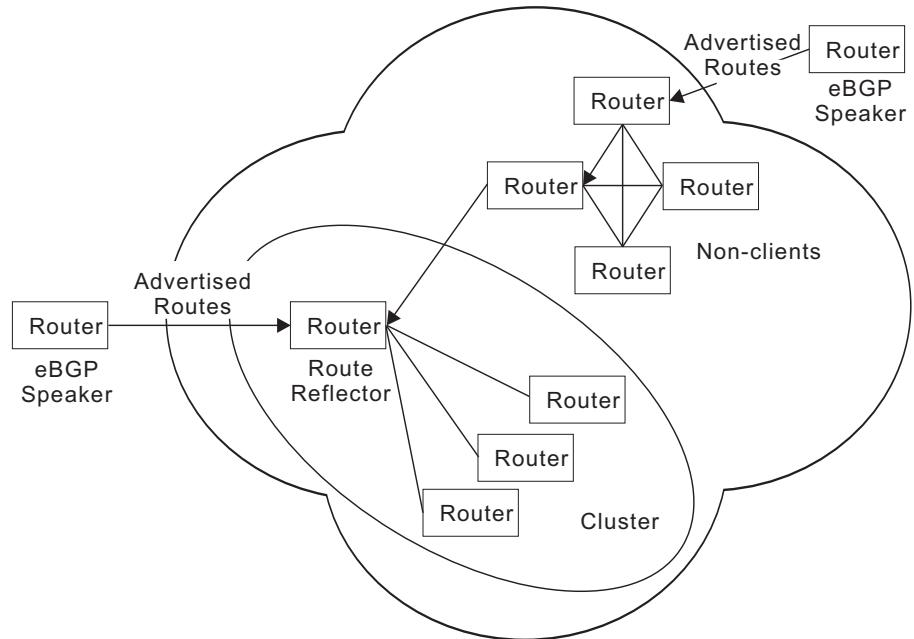 Advertised
Routes
Router
eBGP
Speaker
Router
Router
Router
Router
Non-clients
Advertised
Routes
Router
eBGP
Speaker
Router
Route
Reflector
Router
Router
Router
Cluster